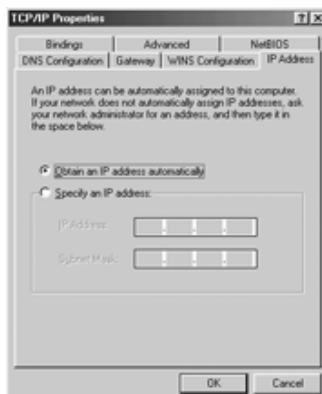 TCP/IP Properties
Bindings Advanced NetBIOS
DNS Configuration Gateway WINS Configuration IP Address
An IP address can be automatically assigned to this computer.
If your network does not automatically assign IP addresses, ask
your network administrator for an address, and then type it in
the space below.
Obtain an IP address automatically
Specify an IP address:
IP Address:
Subnet Mask:
OK Cancel